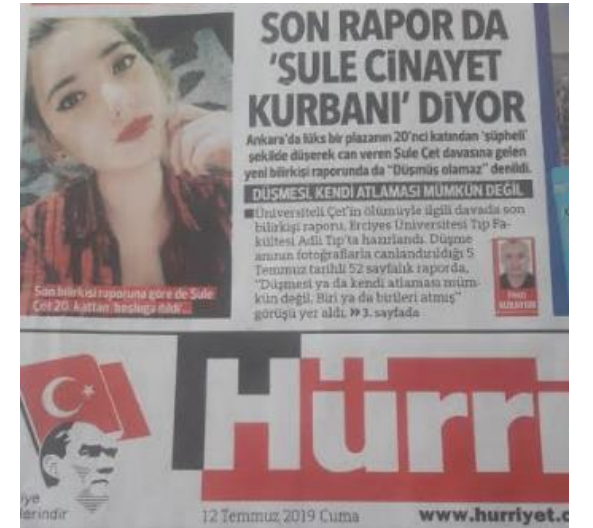 SON RAPOR DA
'ŞULE CİNAYET
KURBANI' DİYOR
Ankara'da lüks bir plazanın 20'nci katından 'şüpheli'
şekilde düşerek can veren Şule Çet davasına gelen
yeni bilirkişi raporunda da "Düşmüş olamaz" denildi.
DÜŞMESİ, KENDİ ATLAMASI MÜMKÜN DEĞİL
Üniversiteli Çet'in ölümüyle ilgili davada son
bilirkişi raporu, Erciyes Üniversitesi Tıp Fa-
kültesi Adli Tıp'ta hazırlandı. Düşme
anının fotoğraflarla canlandırıldığı 5
Temmuz tarihli 52 sayfalık raporda,
"Düşmesi ya da kendi atlaması müm-
kün değil. Biri ya da birileri atmış"
görüşü yer aldı. 3. sayfada
Son bilirkişi raporuna göre de Şule
Çet 20. kattan 'boşluğa itildi'...
Hürri
iye
lerindir
12 Temmuz 2019 Cuma
www.hurriyet.c